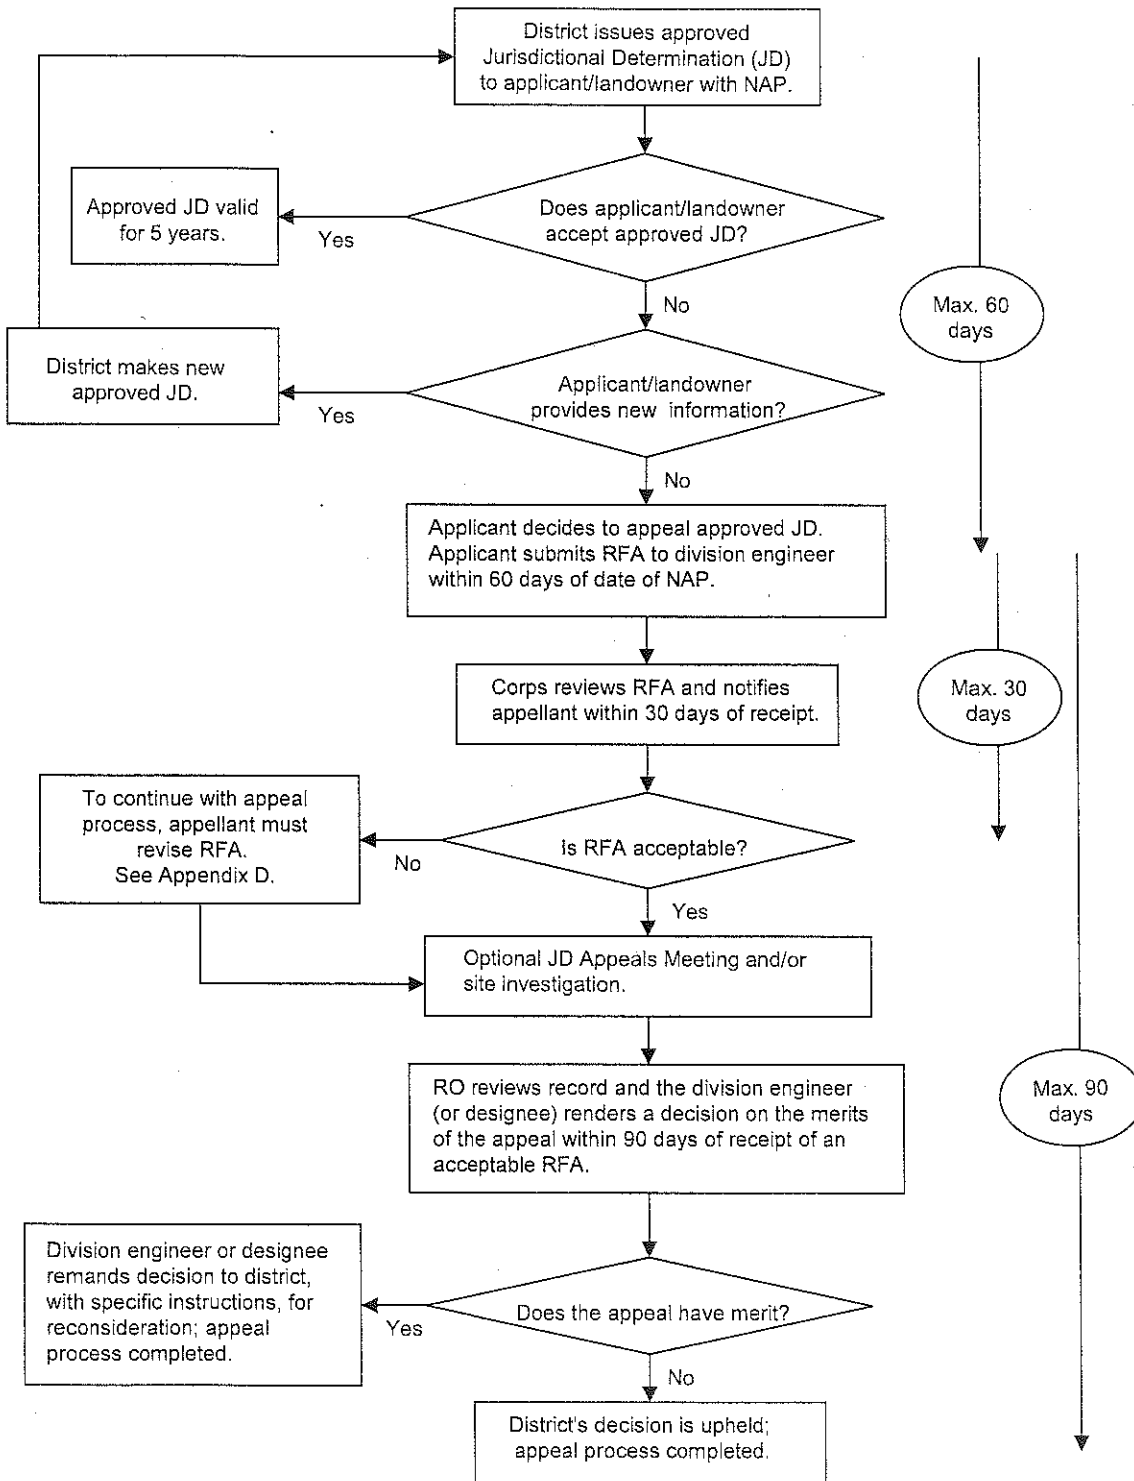 District issues approved
Jurisdictional Determination (JD)
to applicant/landowner with NAP.
Does applicant/landowner
accept approved JD?
Yes
Approved JD valid
for 5 years.
No
Max. 60
days
Applicant/landowner
provides new information?
Yes
District makes new
approved JD.
No
Applicant decides to appeal approved JD.
Applicant submits RFA to division engineer
within 60 days of date of NAP.
Corps reviews RFA and notifies
appellant within 30 days of receipt.
Max. 30
days
Is RFA acceptable?
No
To continue with appeal
process, appellant must
revise RFA.
See Appendix D.
Yes
Optional JD Appeals Meeting and/or
site investigation.
RO reviews record and the division engineer
(or designee) renders a decision on the merits
of the appeal within 90 days of receipt of an
acceptable RFA.
Max. 90
days
Does the appeal have merit?
Yes
Division engineer or designee
remands decision to district,
with specific instructions, for
reconsideration; appeal
process completed.
No
District's decision is upheld;
appeal process completed.